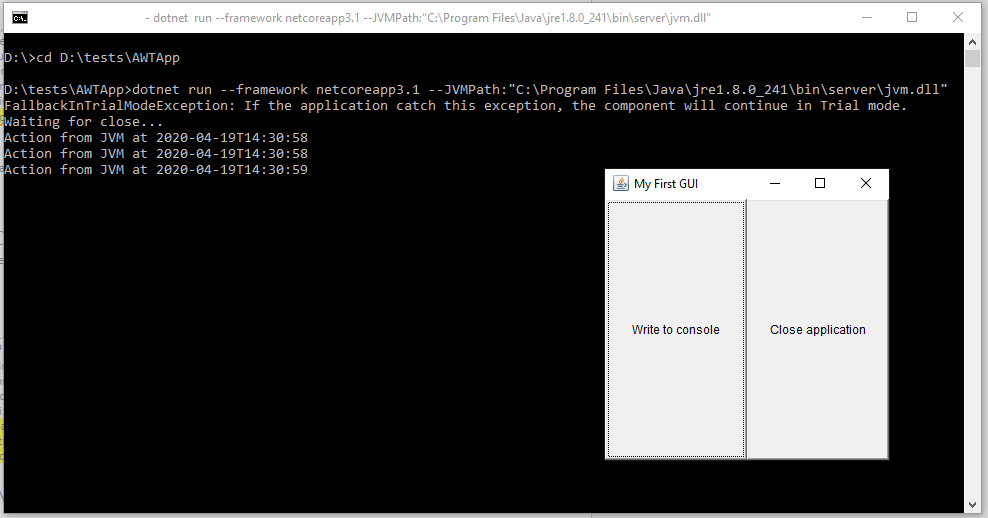 - dotnet run --framework netcoreapp3.1 --JVMPath:"C:\Program Files\Java\jre1.8.0_241\bin\server\jvm.dll"
D:\>cd D:\tests\AWTApp
D:\tests\AWTApp>dotnet run --framework netcoreapp3.1 --JVMPath:"C:\Program Files\Java\jre1.8.0_241\bin\server\jvm.dll"
FallbackInTrialModeException: If the application catch this exception, the component will continue in Trial mode.
Waiting for close...
Action from JVM at 2020-04-19T14:30:58
Action from JVM at 2020-04-19T14:30:58
Action from JVM at 2020-04-19T14:30:59
My First GUI
Write to console
Close application